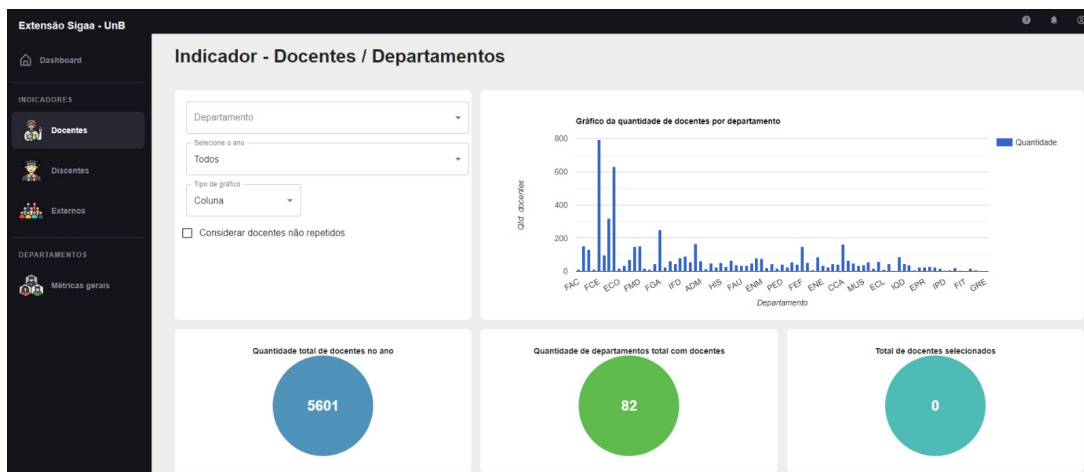 Extensão Sigaa - UnB
Dashboard
INDICADORES
Docentes
Discentes
Externos
DEPARTAMENTOS
Métricas gerais
Indicador - Docentes / Departamentos
Departamento
Selecione o ano
Todos
Tipo de gráfico
Coluna
Considerar docentes não repetidos
Gráfico da quantidade de docentes por departamento
Quantidade
Qtd. docentes
800
600
400
200
0
FAC FCE ECO FMD FGA IFD ADM HIS FAU ENM PED FEF ENE CCA MUS ECL IQD EPR IPD FIT GRE
Departamento
Quantidade total de docentes no ano
5601
Quantidade de departamentos total com docentes
82
Total de docentes selecionados
0